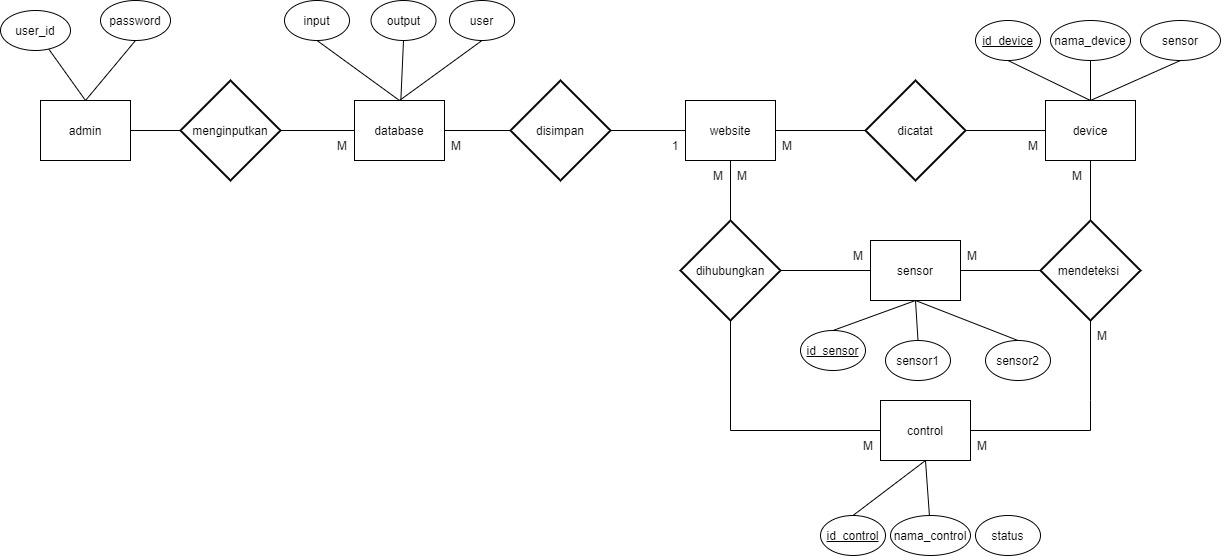 user_id
password
input
output
user
id_device
nama_device
sensor
admin
menginputkan
database
disimpan
website
dicatat
device
M
M
1
M
M
M
M
M
dihubungkan
M
sensor
M
mendeteksi
id_sensor
sensor1
sensor2
M
control
M
M
id_control
nama_control
status